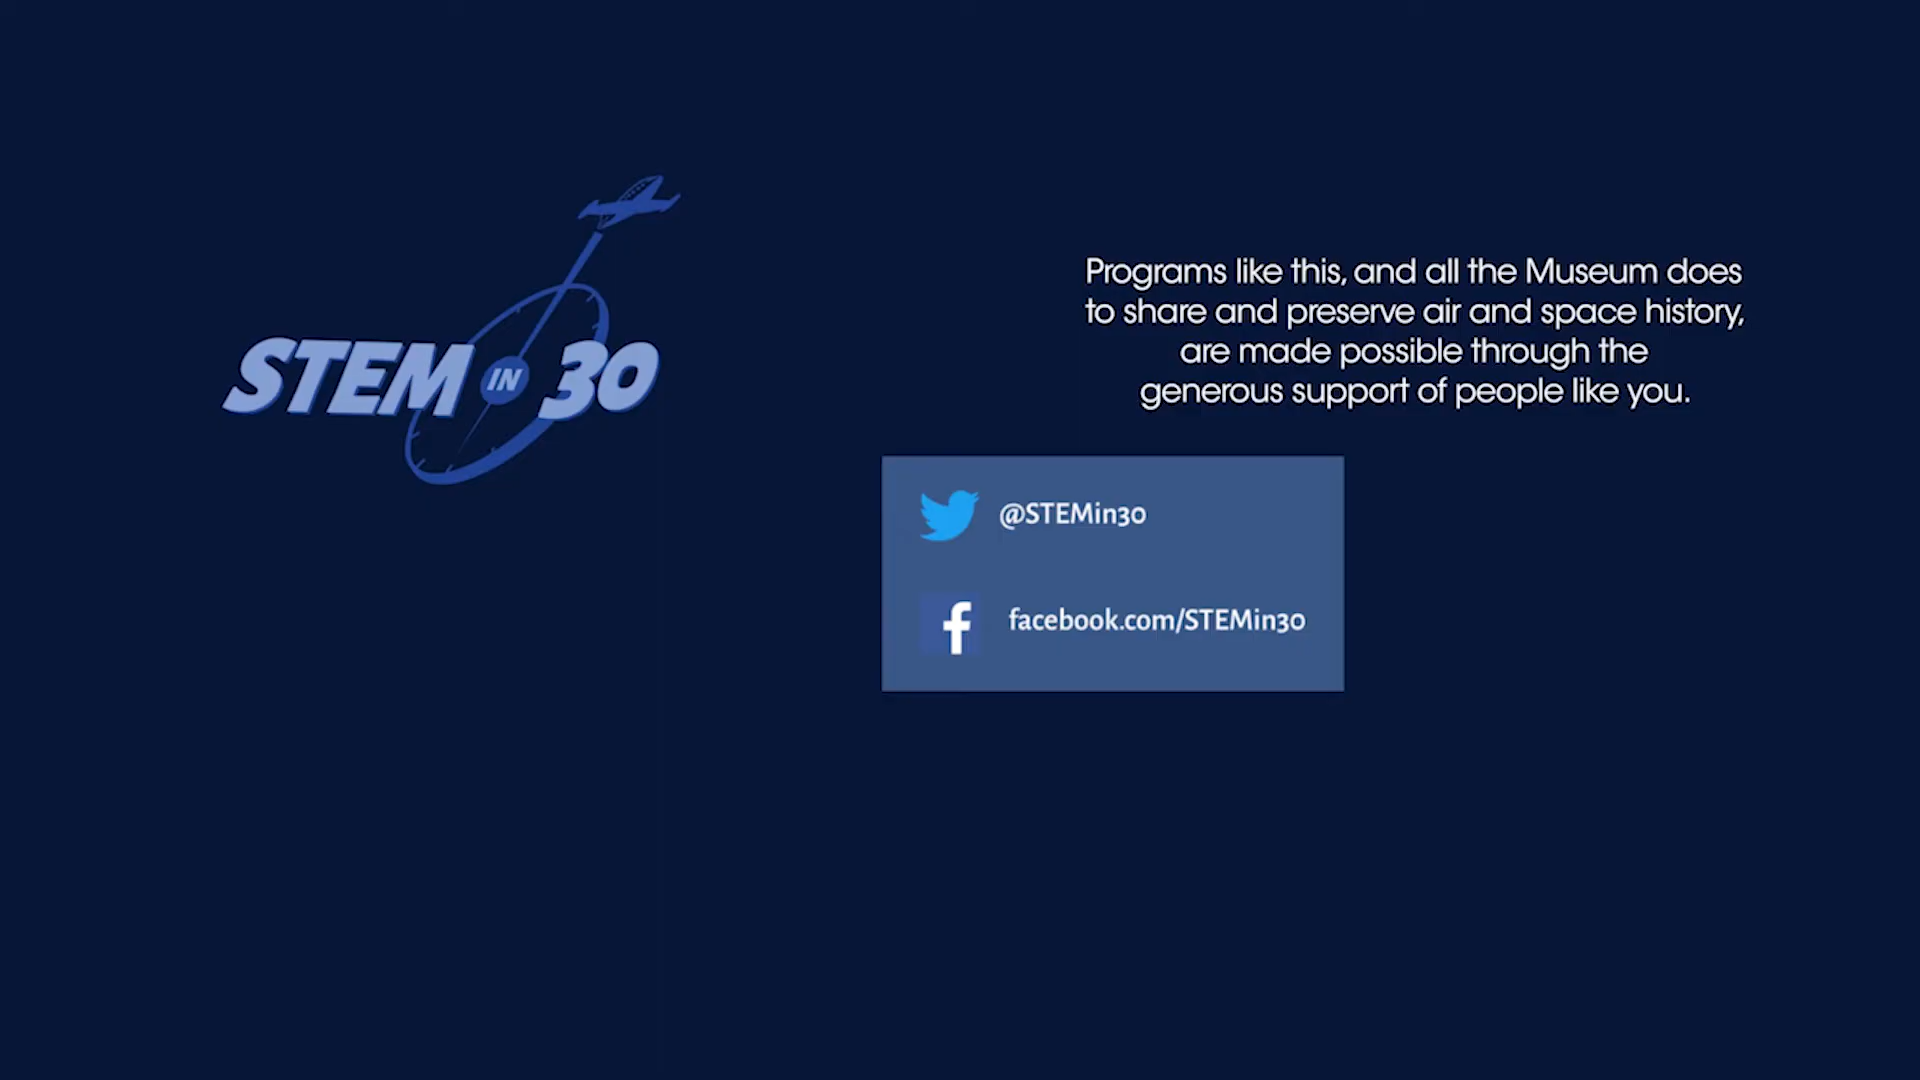 STEM IN 30
Programs like this, and all the Museum does
to share and preserve air and space history,
are made possible through the
generous support of people like you.
@STEMin30
facebook.com/STEMin30